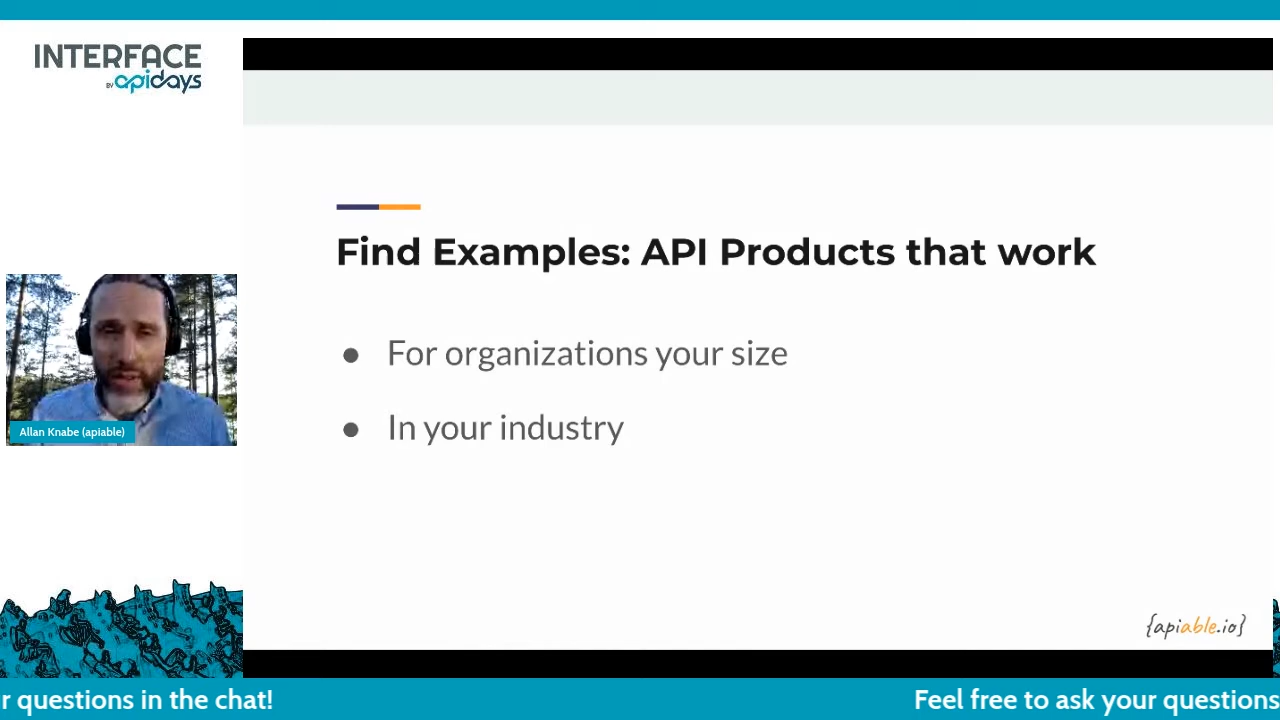 INTERFACE
BY apidays
Find Examples: API Products that work
● For organizations your size
● In your industry
Allan Knabe (apiable)
{apiable.io}
r questions in the chat!
Feel free to ask your questions